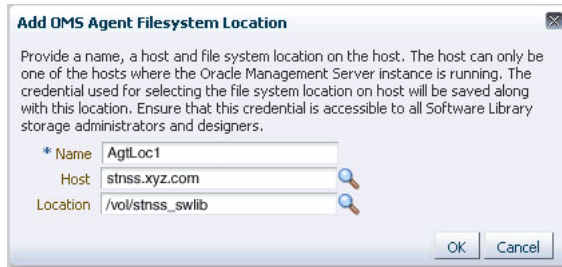 Add OMS Agent Filesystem Location
Provide a name, a host and file system location on the host. The host can only be
one of the hosts where the Oracle Management Server instance is running. The
credential used for selecting the file system location on host will be saved along
with this location. Ensure that this credential is accessible to all Software Library
storage administrators and designers.
* Name AgtLoc1
Host stnss.xyz.com
Location /vol/stnss_swlib
OK Cancel